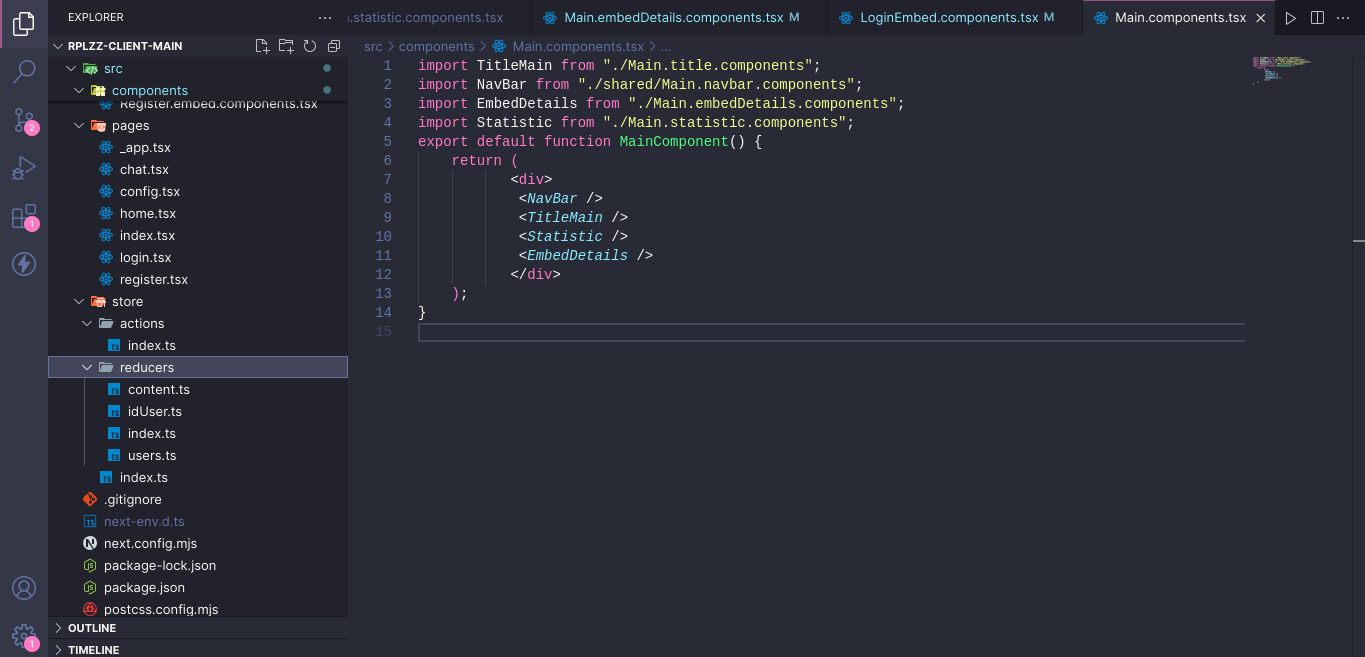 EXPLORER
.statistic.components.tsx
Main.embedDetails.components.tsx M
LoginEmbed.components.tsx M
Main.components.tsx
RPLZZ-CLIENT-MAIN
src
components
Register.embed.components.tsx
pages
_app.tsx
chat.tsx
config.tsx
home.tsx
index.tsx
login.tsx
register.tsx
store
actions
index.ts
reducers
content.ts
idUser.ts
index.ts
users.ts
index.ts
.gitignore
next-env.d.ts
next.config.mjs
package-lock.json
package.json
postcss.config.mjs
OUTLINE
TIMELINE
2
1
1
src > components > Main.components.tsx > ...
1 import TitleMain from "./Main.title.components";
2 import NavBar from "./shared/Main.navbar.components";
3 import EmbedDetails from "./Main.embedDetails.components";
4 import Statistic from "./Main.statistic.components";
5 export default function MainComponent() {
6 return (
7 <div>
8 <NavBar />
9 <TitleMain />
10 <Statistic />
11 <EmbedDetails />
12 </div>
13 );
14 }
15